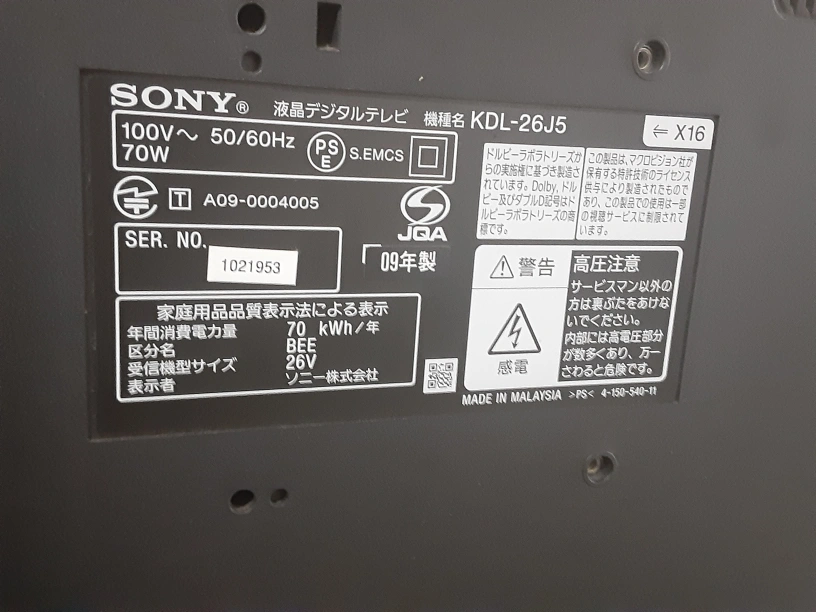 SONY® 液晶デジタルテレビ 機種名 KDL-26J5
⇐ X16
100V～ 50/60Hz
70W
PS
E
S.EMCS
T A09-0004005
JQA
SER. NO.
1021953
09年製
家庭用品品質表示法による表示
年間消費電力量 70 kWh/年
区分名 BEE
受信機型サイズ 26V
表示者 ソニー株式会社
ドルビーラボラトリーズか
らの実施権に基づき製造さ
れています。Dolby、ドル
ビー及びダブルD記号はド
ルビーラボラトリーズの商
標です。
この製品は、マクロビジョン社が
保有する特許技術のライセンス
供与により製造されたもので
あり、この製品での使用は一部
の視聴サービスに制限されて
います。
警告
感電
高圧注意
サービスマン以外の
方は裏ぶたをあけな
いでください。
内部には高電圧部分
が数多くあり、万一
さわると危険です。
MADE IN MALAYSIA >PS< 4-150-540-11